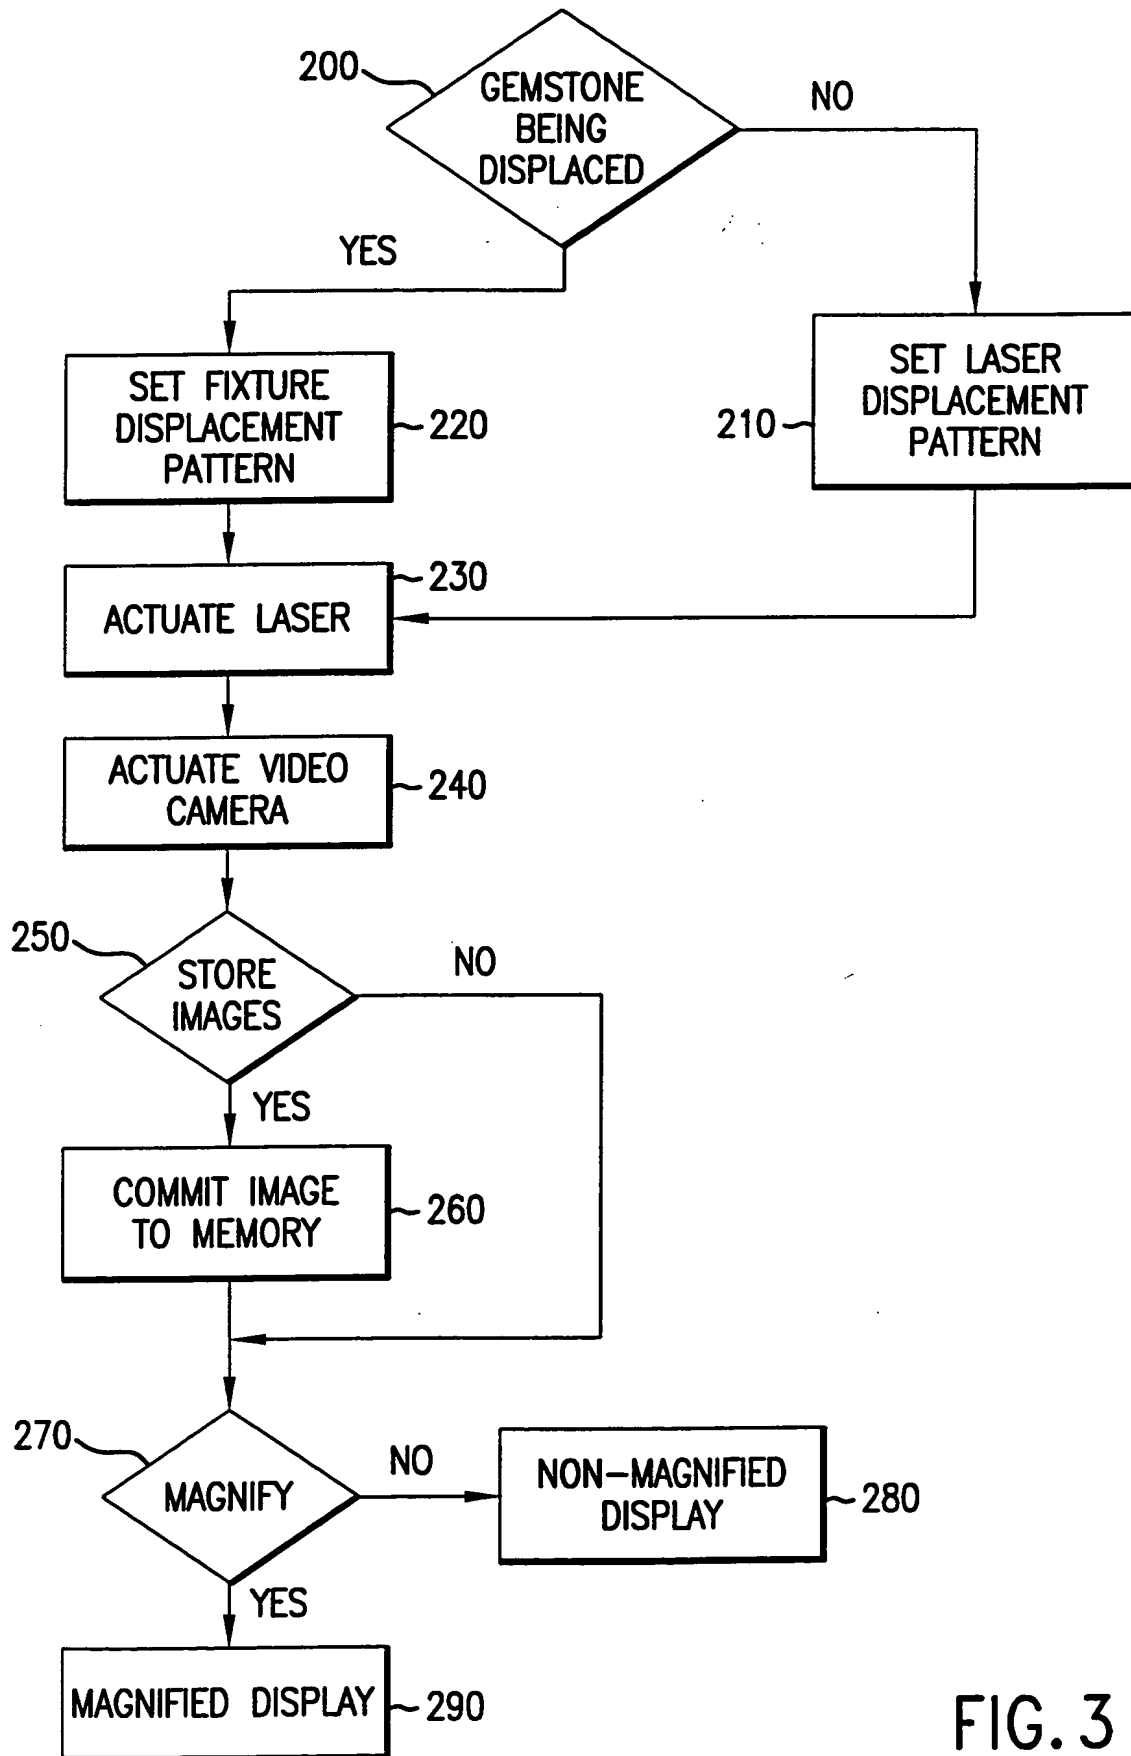 200
GEMSTONE
BEING
DISPLACED
NO
YES
SET FIXTURE
DISPLACEMENT
PATTERN
220
210
SET LASER
DISPLACEMENT
PATTERN
230
ACTUATE LASER
ACTUATE VIDEO
CAMERA
240
250
STORE
IMAGES
NO
YES
COMMIT IMAGE
TO MEMORY
260
270
MAGNIFY
NO
NON-MAGNIFIED
DISPLAY
280
YES
MAGNIFIED DISPLAY
290
FIG. 3